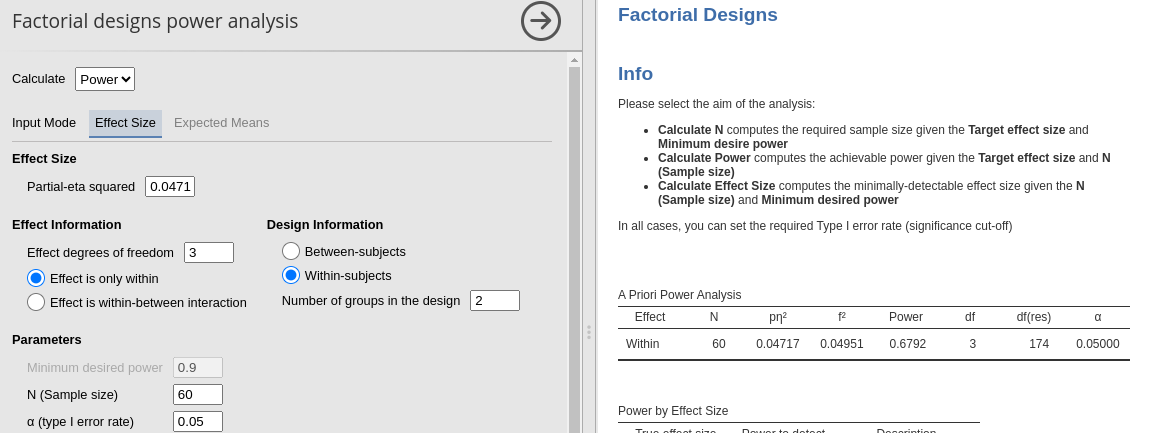 Factorial designs power analysis
Calculate Power
Input Mode Effect Size Expected Means
Effect Size
Partial-eta squared 0.0471
Effect Information
Effect degrees of freedom 3
Effect is only within
Effect is within-between interaction
Design Information
Between-subjects
Within-subjects
Number of groups in the design 2
Parameters
Minimum desired power 0.9
N (Sample size) 60
α (type I error rate) 0.05
Factorial Designs
Info
Please select the aim of the analysis:
• Calculate N computes the required sample size given the Target effect size and
Minimum desire power
• Calculate Power computes the achievable power given the Target effect size and N
(Sample size)
• Calculate Effect Size computes the minimally-detectable effect size given the N
(Sample size) and Minimum desired power
In all cases, you can set the required Type I error rate (significance cut-off)
A Priori Power Analysis
Effect N pη² f² Power df df(res) α
Within 60 0.04717 0.04951 0.6792 3 174 0.05000
Power by Effect Size
True effect size Power to detect Description